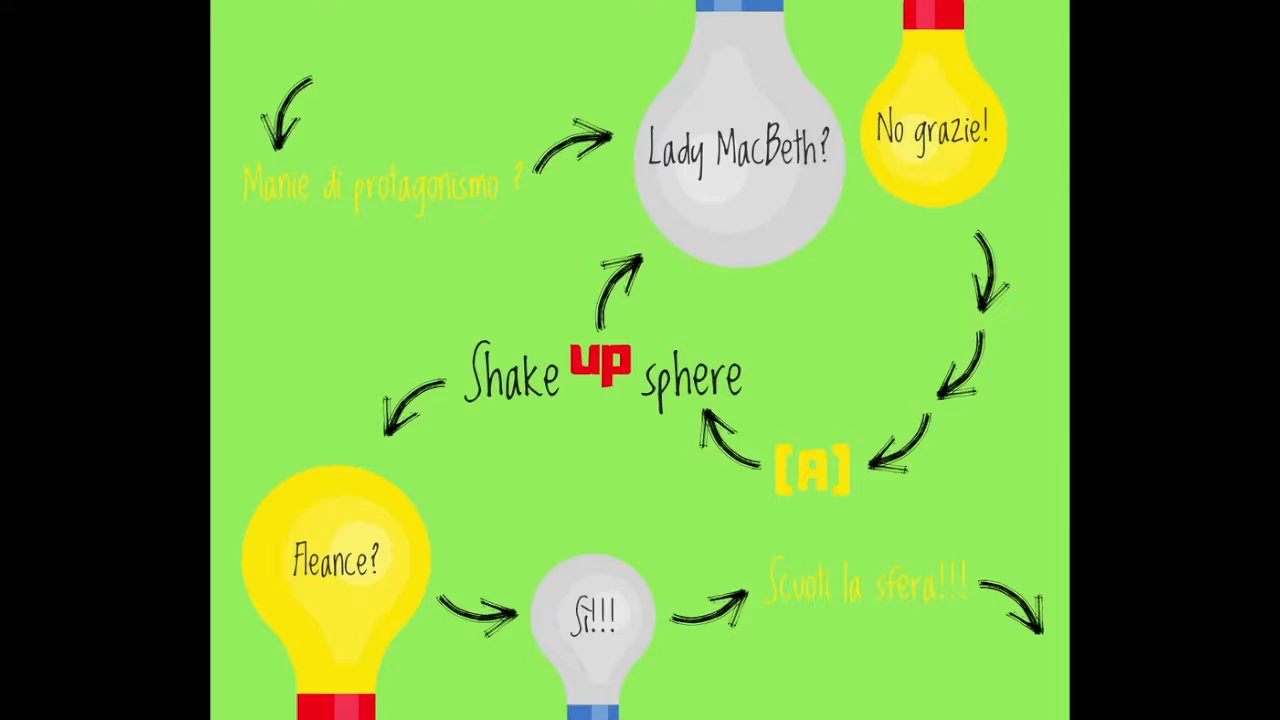 Lady MacBeth?
No grazie!
Manie di protagonismo ?
Shake up sphere
[A]
Fleance?
Sì!!!
Scuoti la sfera!!!